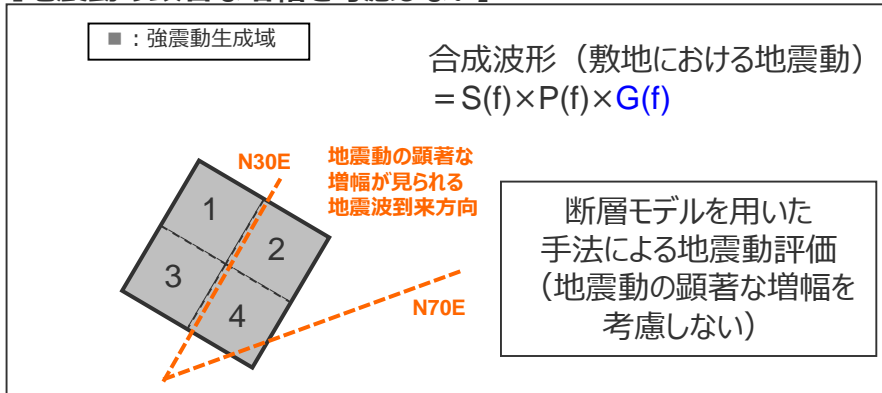 ■：強震動生成域
合成波形（敷地における地震動）
＝S(f)×P(f)×G(f)
N30E
地震動の顕著な
増幅が見られる
地震波到来方向
1
2
3
4
N70E
断層モデルを用いた
手法による地震動評価
（地震動の顕著な増幅を
考慮しない）